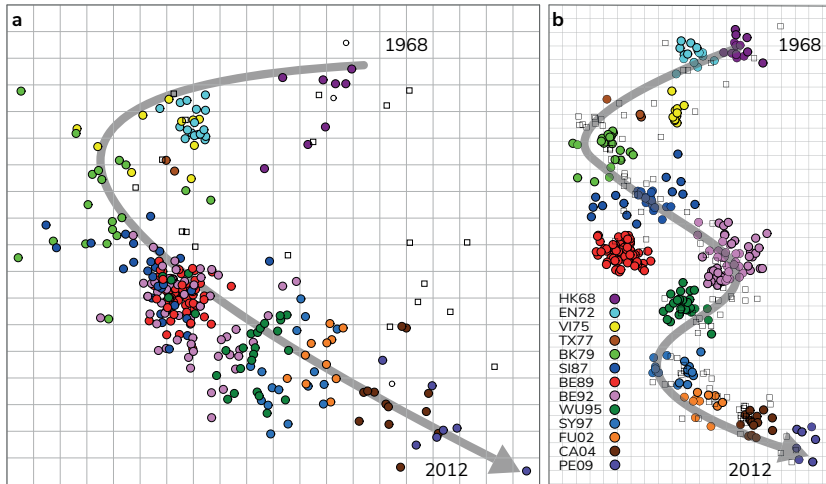 a
1968
2012
b
1968
HK68
EN72
VI75
TX77
BK79
SI87
BE89
BE92
WU95
SY97
FU02
CA04
PE09
2012